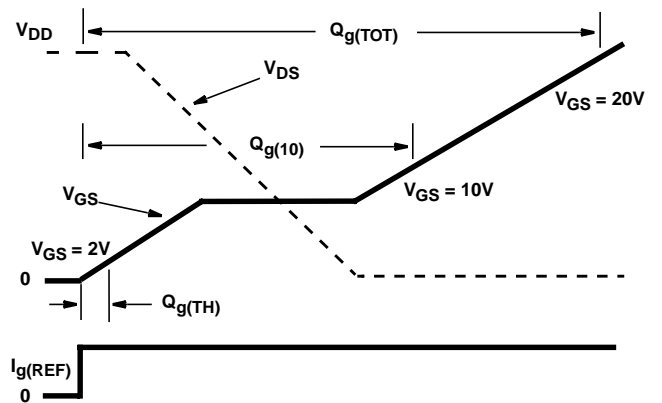 VDD
Qg(TOT)
VDS
VGS = 20V
Qg(10)
VGS = 10V
VGS
VGS = 2V
0
Qg(TH)
Ig(REF)
0